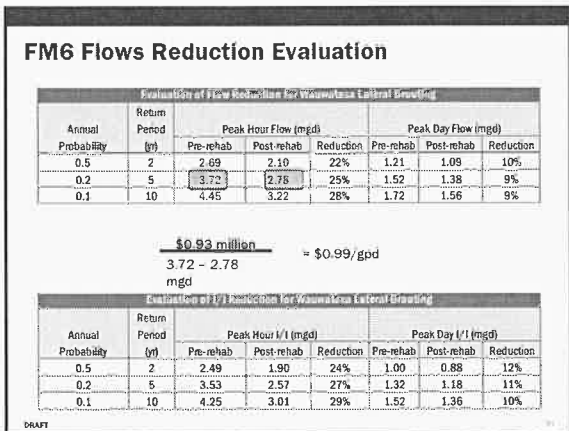 FM6 Flows Reduction Evaluation
Evaluation of Flow Reduction for Wauwatosa Lateral Grouting
Annual Probability Return Period (yr) Peak Hour Flow (mgd) Peak Day Flow (mgd)
Pre-rehab Post-rehab Reduction Pre-rehab Post-rehab Reduction
0.5 2 2.69 2.10 22% 1.21 1.09 10%
0.2 5 3.72 2.78 25% 1.52 1.38 9%
0.1 10 4.45 3.22 28% 1.72 1.56 9%
$0.93 million
= $0.99/gpd
3.72 – 2.78
mgd
Evaluation of I/I Reduction for Wauwatosa Lateral Grouting
Annual Probability Return Period (yr) Peak Hour I/I (mgd) Peak Day I/I (mgd)
Pre-rehab Post-rehab Reduction Pre-rehab Post-rehab Reduction
0.5 2 2.49 1.90 24% 1.00 0.88 12%
0.2 5 3.53 2.57 27% 1.32 1.18 11%
0.1 10 4.25 3.01 29% 1.52 1.36 10%
DRAFT